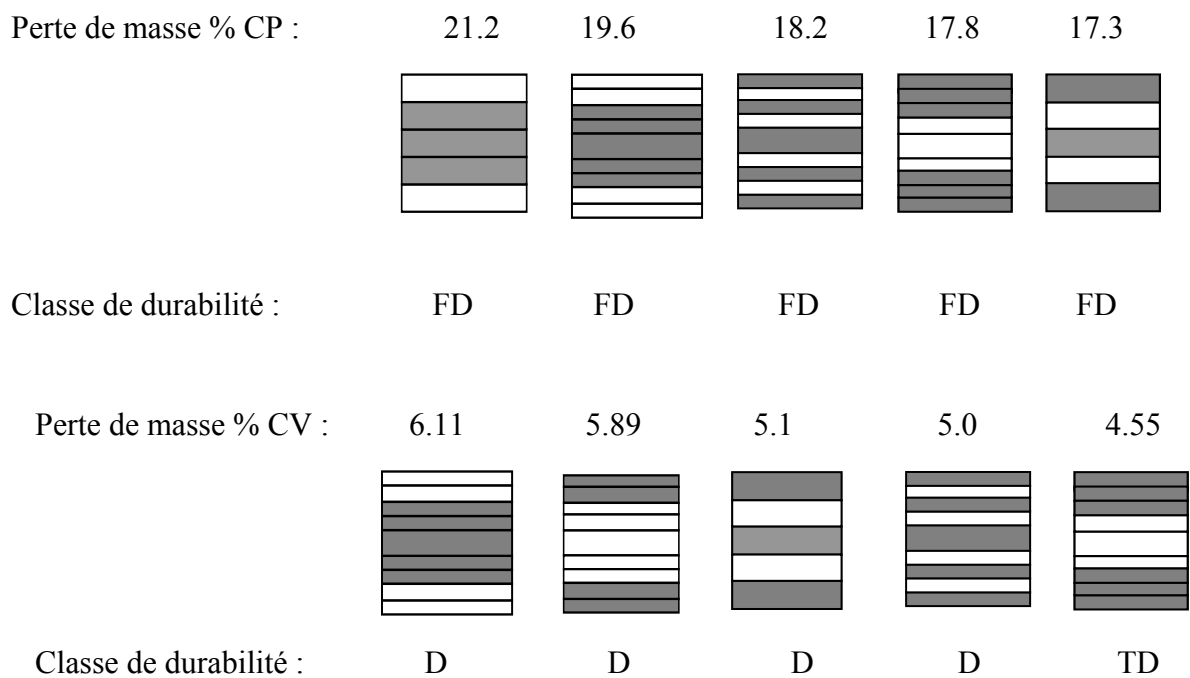 Perte de masse % CP : 21.2 19.6 18.2 17.8 17.3
Classe de durabilité : FD FD FD FD FD
Perte de masse % CV : 6.11 5.89 5.1 5.0 4.55
Classe de durabilité : D D D D TD